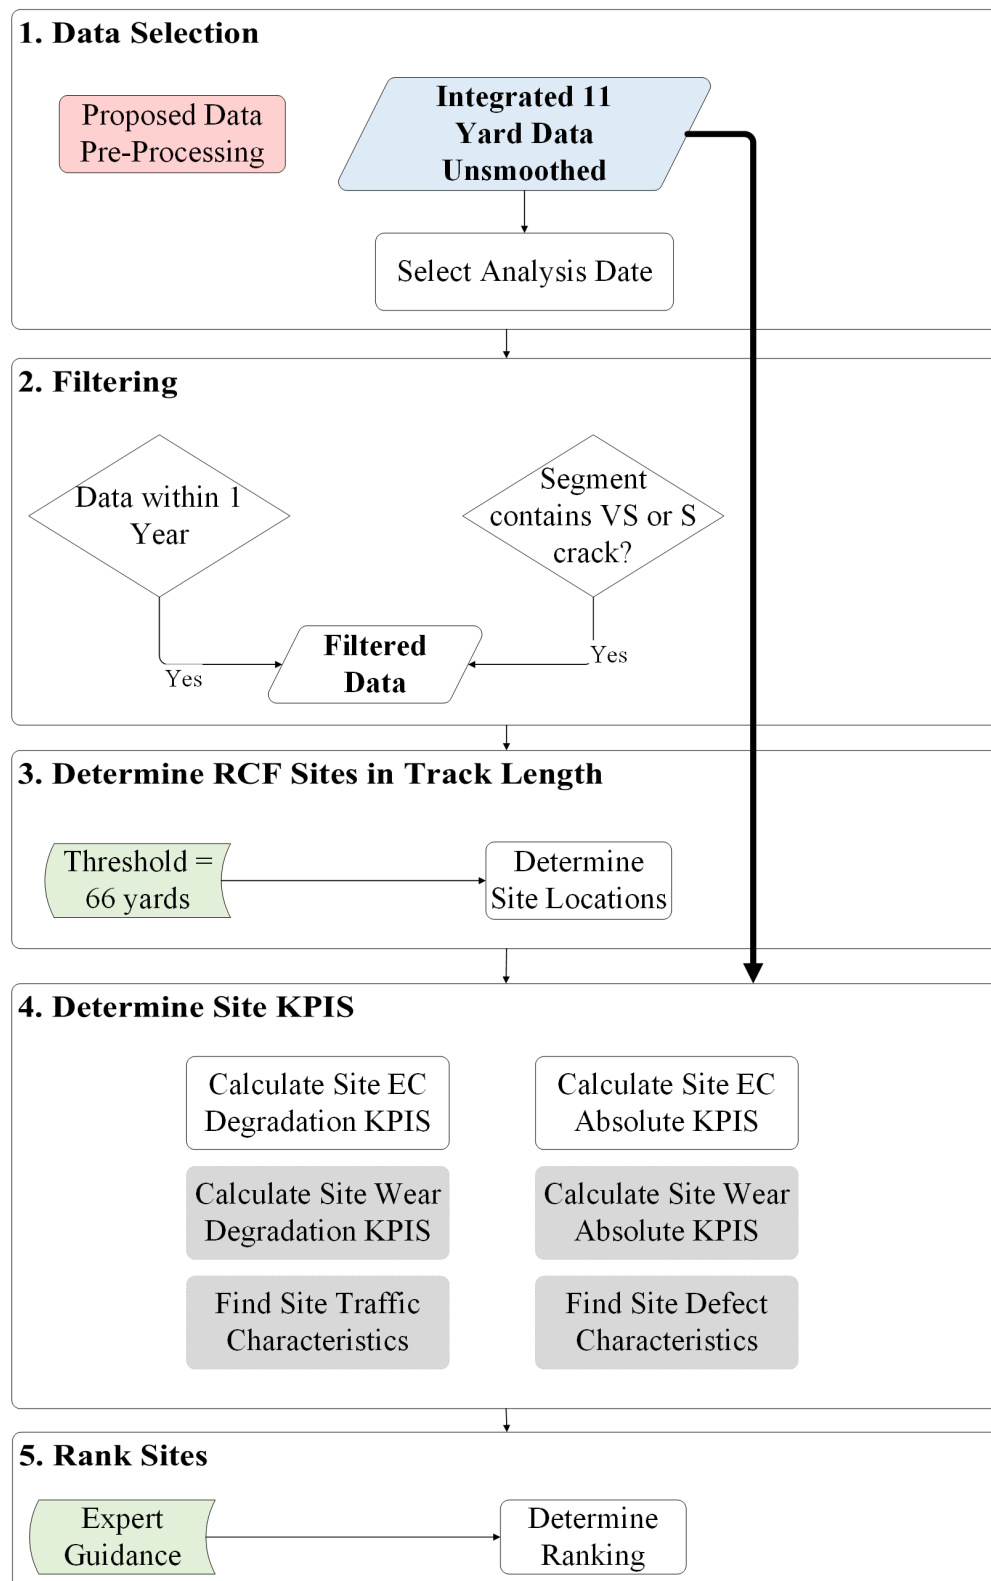 1. Data Selection
Proposed Data
Pre-Processing
Integrated 11
Yard Data
Unsmoothed
Select Analysis Date
2. Filtering
Data within 1
Year
Segment
contains VS or S
crack?
Yes
Filtered
Data
Yes
3. Determine RCF Sites in Track Length
Threshold =
66 yards
Determine
Site Locations
4. Determine Site KPIS
Calculate Site EC
Degradation KPIS
Calculate Site EC
Absolute KPIS
Calculate Site Wear
Degradation KPIS
Calculate Site Wear
Absolute KPIS
Find Site Traffic
Characteristics
Find Site Defect
Characteristics
5. Rank Sites
Expert
Guidance
Determine
Ranking